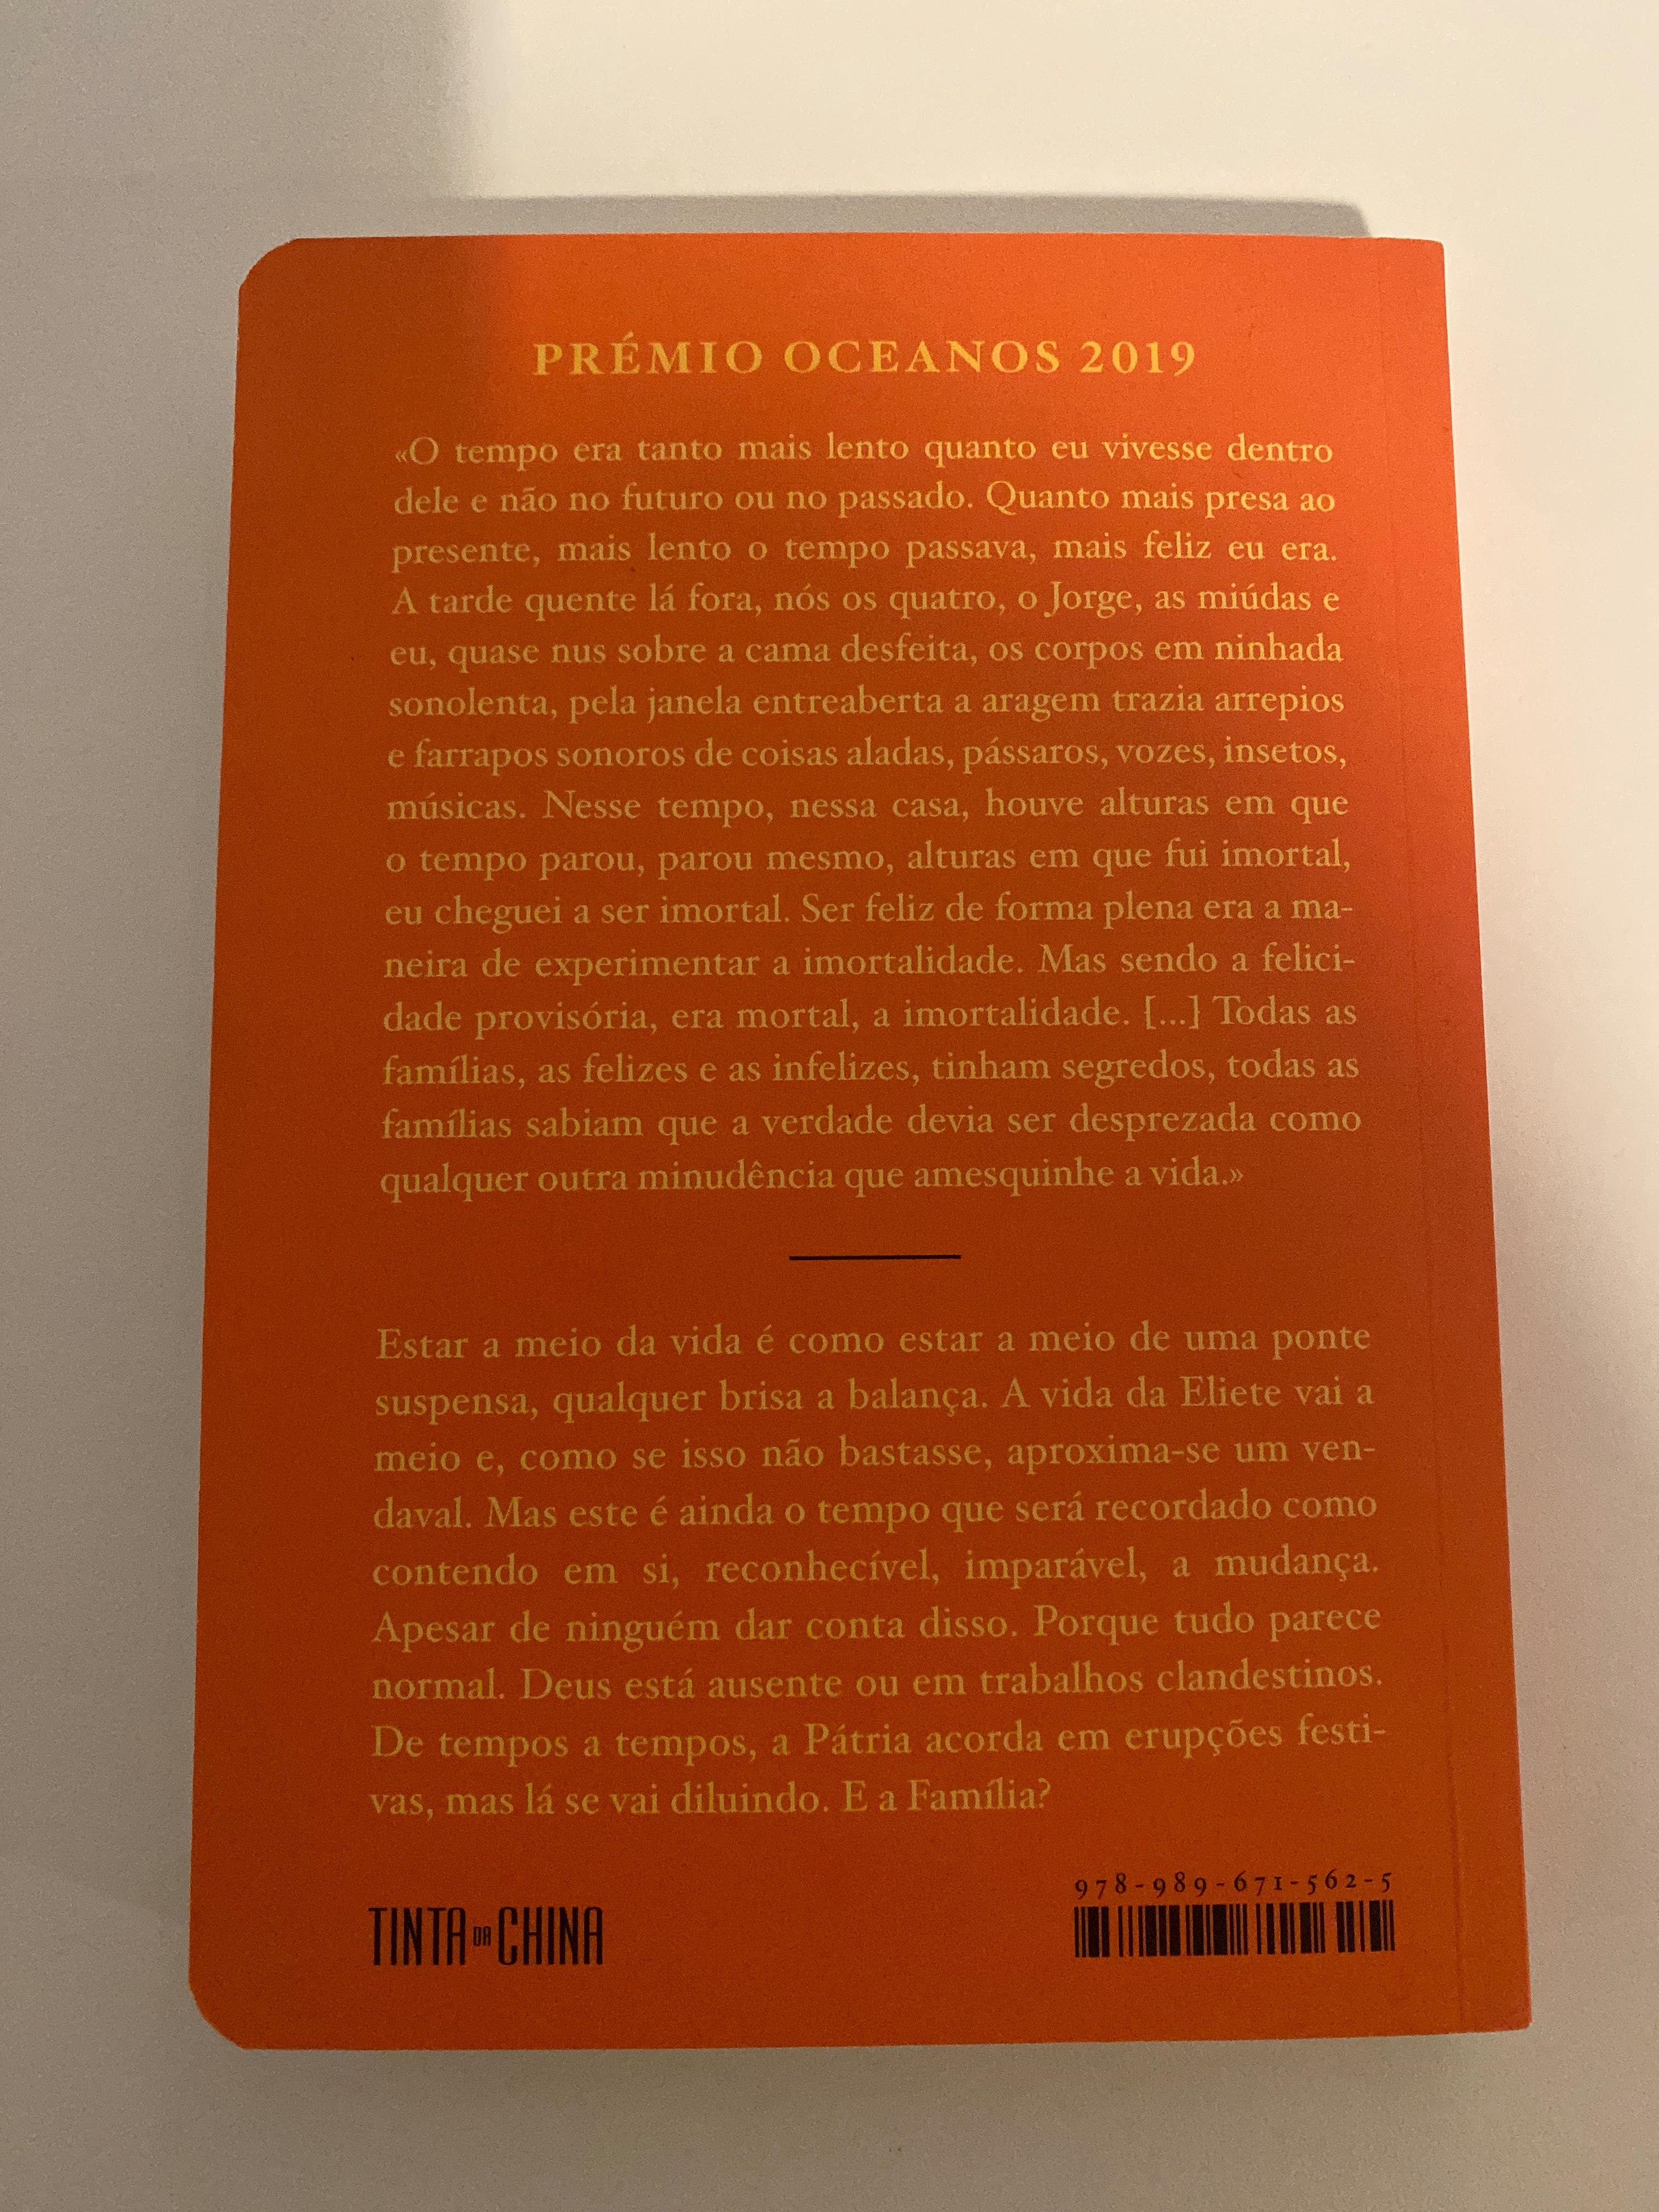 PRÉMIO OCEANOS 2019
«O tempo era tanto mais lento quanto eu vivesse dentro
dele e não no futuro ou no passado. Quanto mais presa ao
presente, mais lento o tempo passava, mais feliz eu era.
A tarde quente lá fora, nós os quatro, o Jorge, as miúdas e
eu, quase nus sobre a cama desfeita, os corpos em ninhada
sonolenta, pela janela entreaberta a aragem trazia arrepios
e farrapos sonoros de coisas aladas, pássaros, vozes, insetos,
músicas. Nesse tempo, nessa casa, houve alturas em que
o tempo parou, parou mesmo, alturas em que fui imortal,
eu cheguei a ser imortal. Ser feliz de forma plena era a ma-
neira de experimentar a imortalidade. Mas sendo a felici-
dade provisória, era mortal, a imortalidade. [...] Todas as
famílias, as felizes e as infelizes, tinham segredos, todas as
famílias sabiam que a verdade devia ser desprezada como
qualquer outra minudência que amesquinhe a vida.»
Estar a meio da vida é como estar a meio de uma ponte
suspensa, qualquer brisa a balança. A vida da Eliete vai a
meio e, como se isso não bastasse, aproxima-se um ven-
daval. Mas este é ainda o tempo que será recordado como
contendo em si, reconhecível, imparável, a mudança.
Apesar de ninguém dar conta disso. Porque tudo parece
normal. Deus está ausente ou em trabalhos clandestinos.
De tempos a tempos, a Pátria acorda em erupções festi-
vas, mas lá se vai diluindo. E a Família?
978-989-671-562-5
TINTA DA CHINA